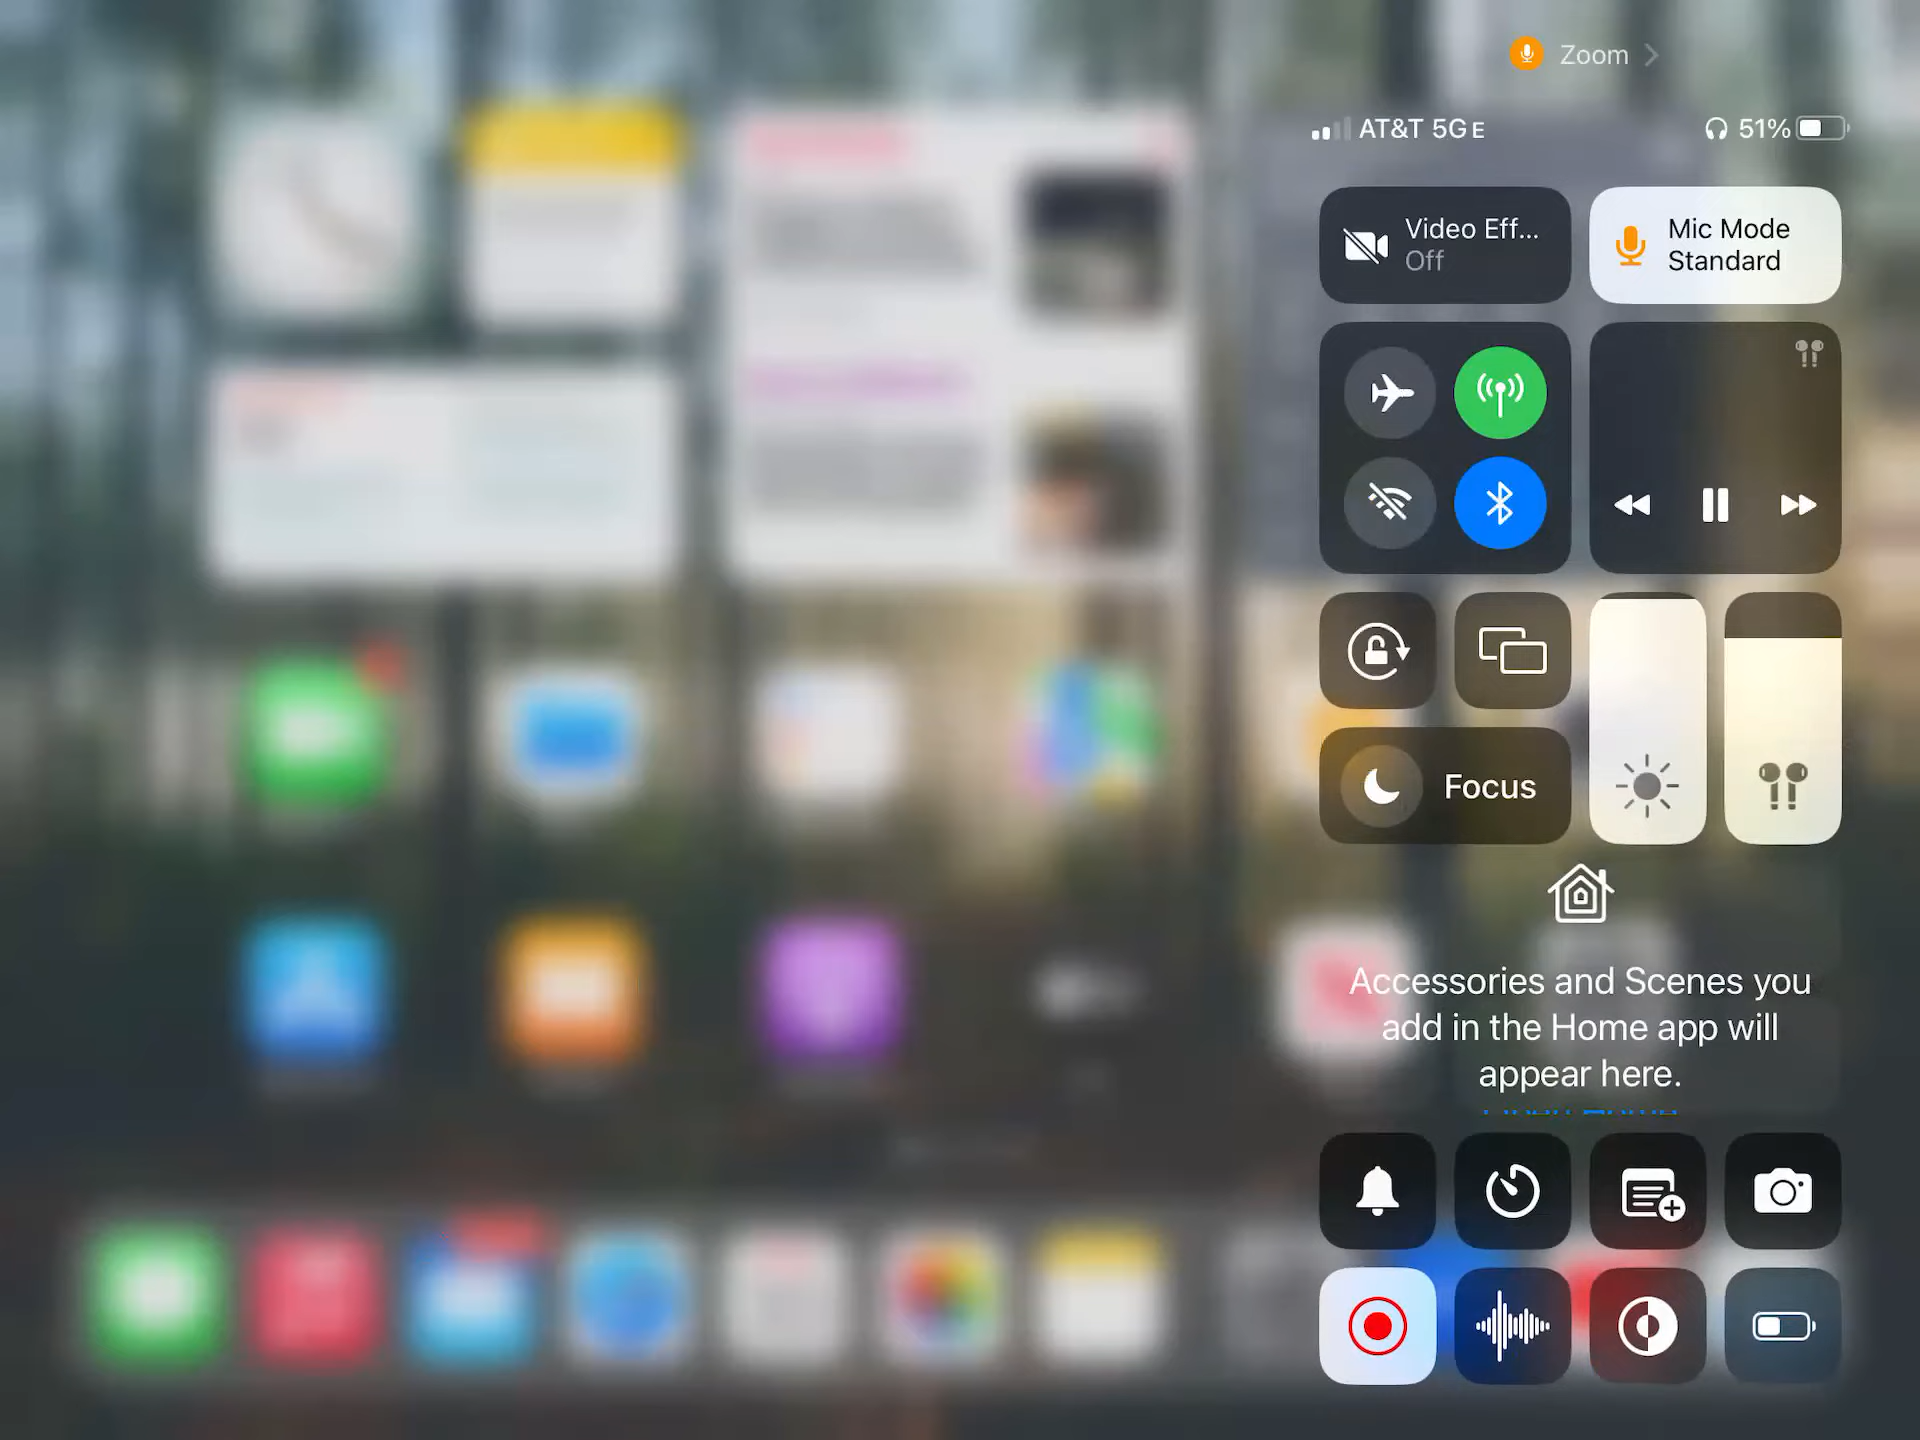 Zoom
AT&T 5G E
51%
Video Eff...
Off
Mic Mode
Standard
Focus
Accessories and Scenes you
add in the Home app will
appear here.